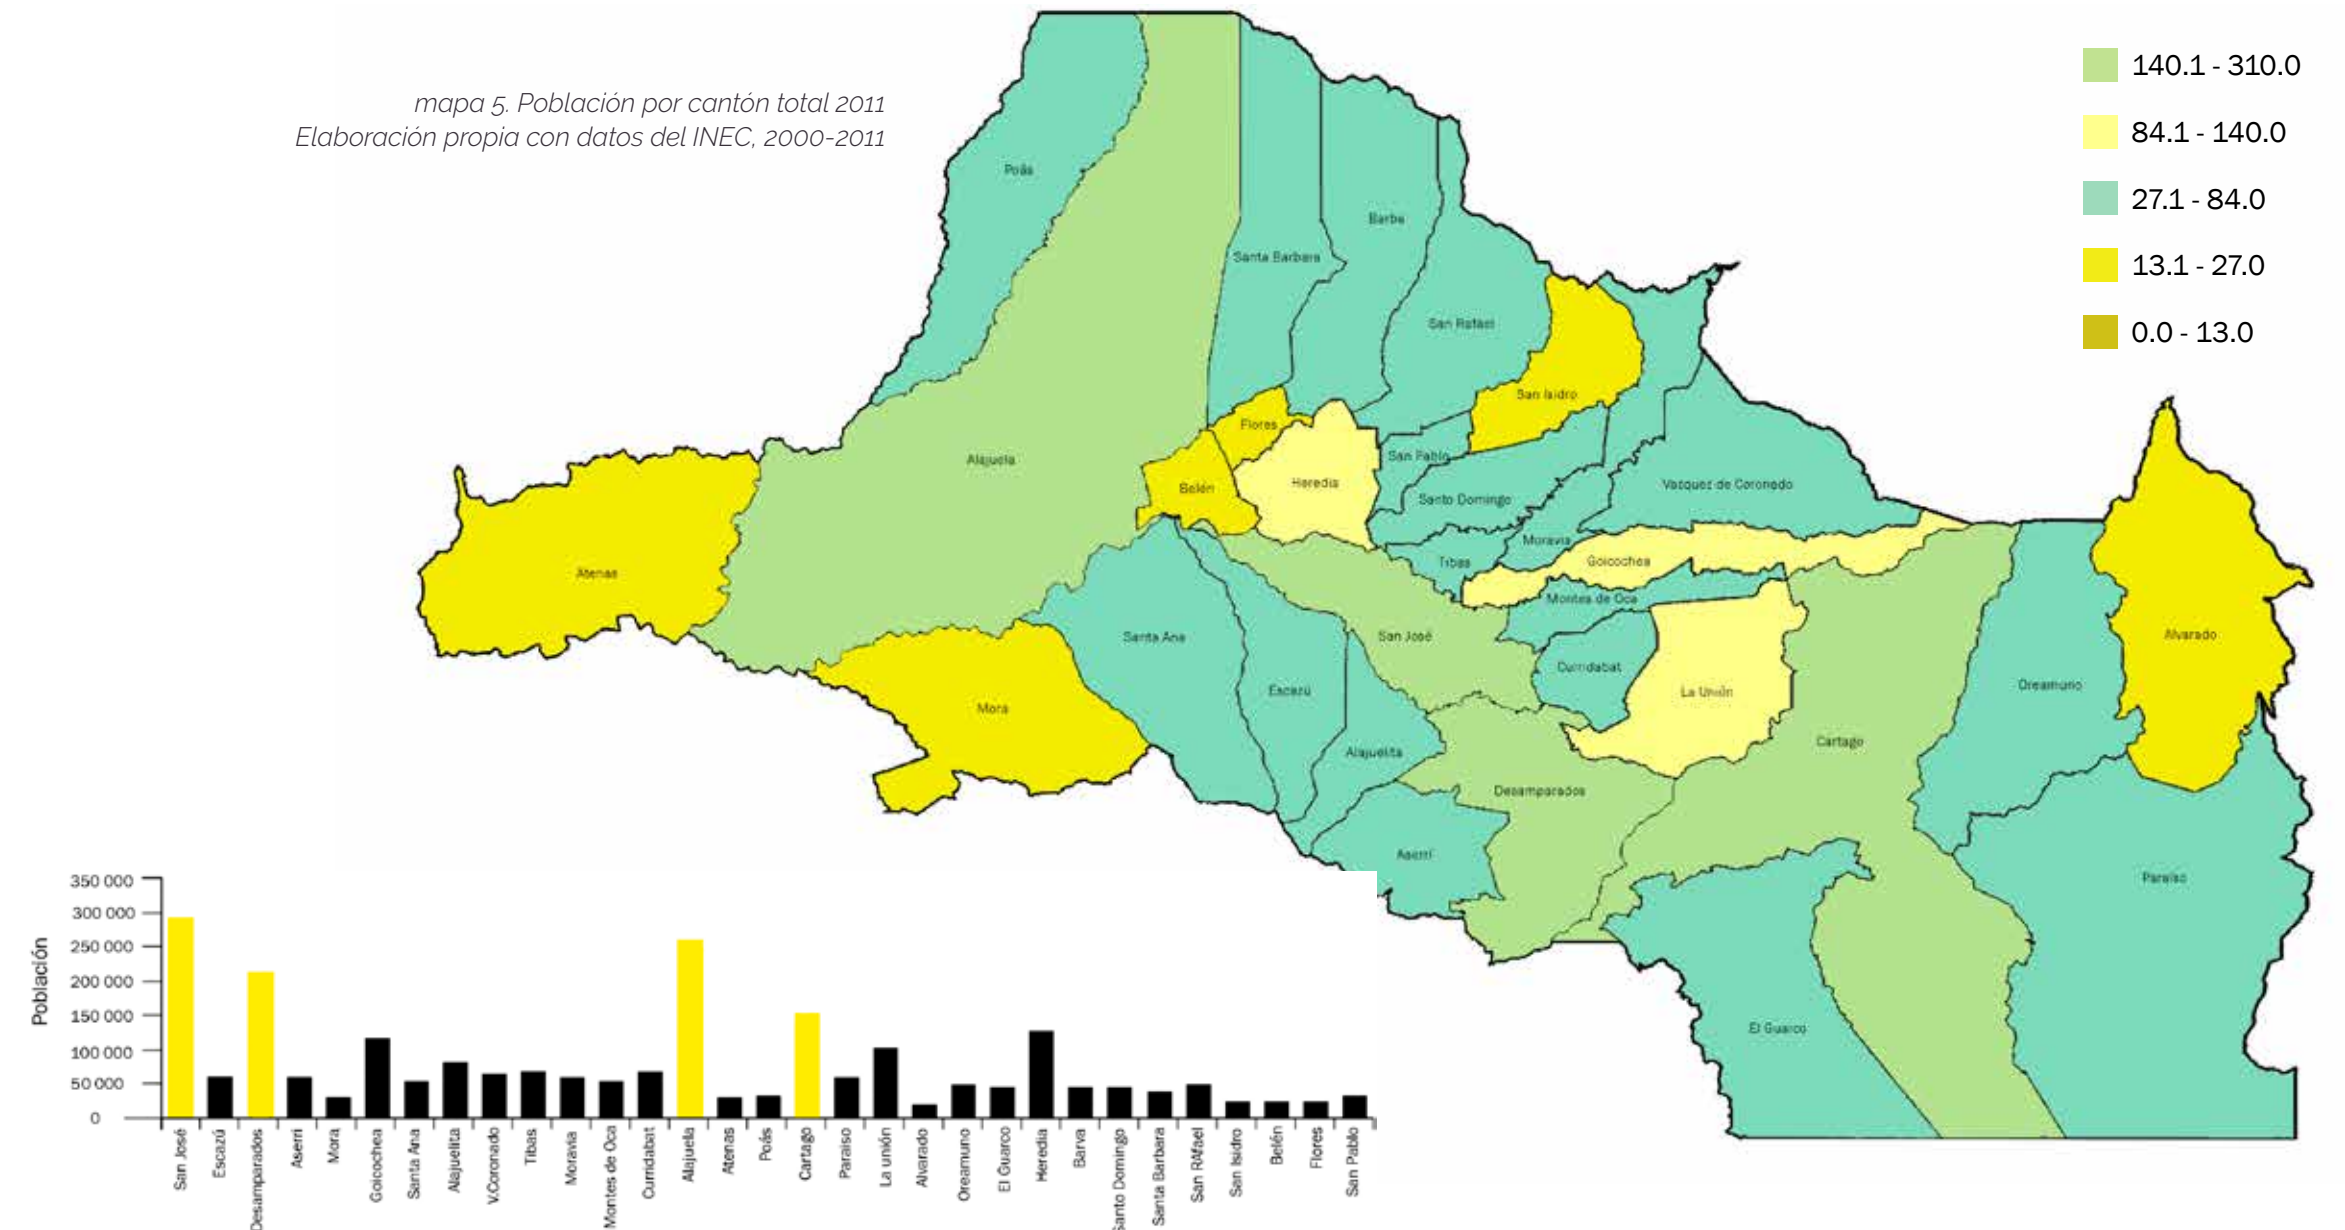 mapa 5. Población por cantón total 2011
Elaboración propia con datos del INEC, 2000-2011
140.1 - 310.0
84.1 - 140.0
27.1 - 84.0
13.1 - 27.0
0.0 - 13.0
Poás
Barba
Santa Barbara
San Rafael
San Isidro
Flores
Alajuela
San Pablo
Belén
Heredia
Vazquez de Coronado
Santo Domingo
Moravia
Tibas
Goicochea
Atenas
Montes de Oca
Santa Ana
San José
Alvarado
Curridabat
Escazú
La Unión
Oreamuno
Mora
Cartago
Alajuelita
Desamparados
Aserrí
Paraíso
El Guarco
Población
350 000
300 000
250 000
200 000
150 000
100 000
50 000
0
San José
Escazú
Desamparados
Aserri
Mora
Goicochea
Santa Ana
Alajuelita
V.Coronado
Tibas
Moravia
Montes de Oca
Curridabat
Alajuela
Atenas
Poás
Cartago
Paraiso
La unión
Alvarado
Oreamuno
El Guarco
Heredia
Barva
Santo Domingo
Santa Barbara
San RAfael
San Isidro
Belén
Flores
San Pablo